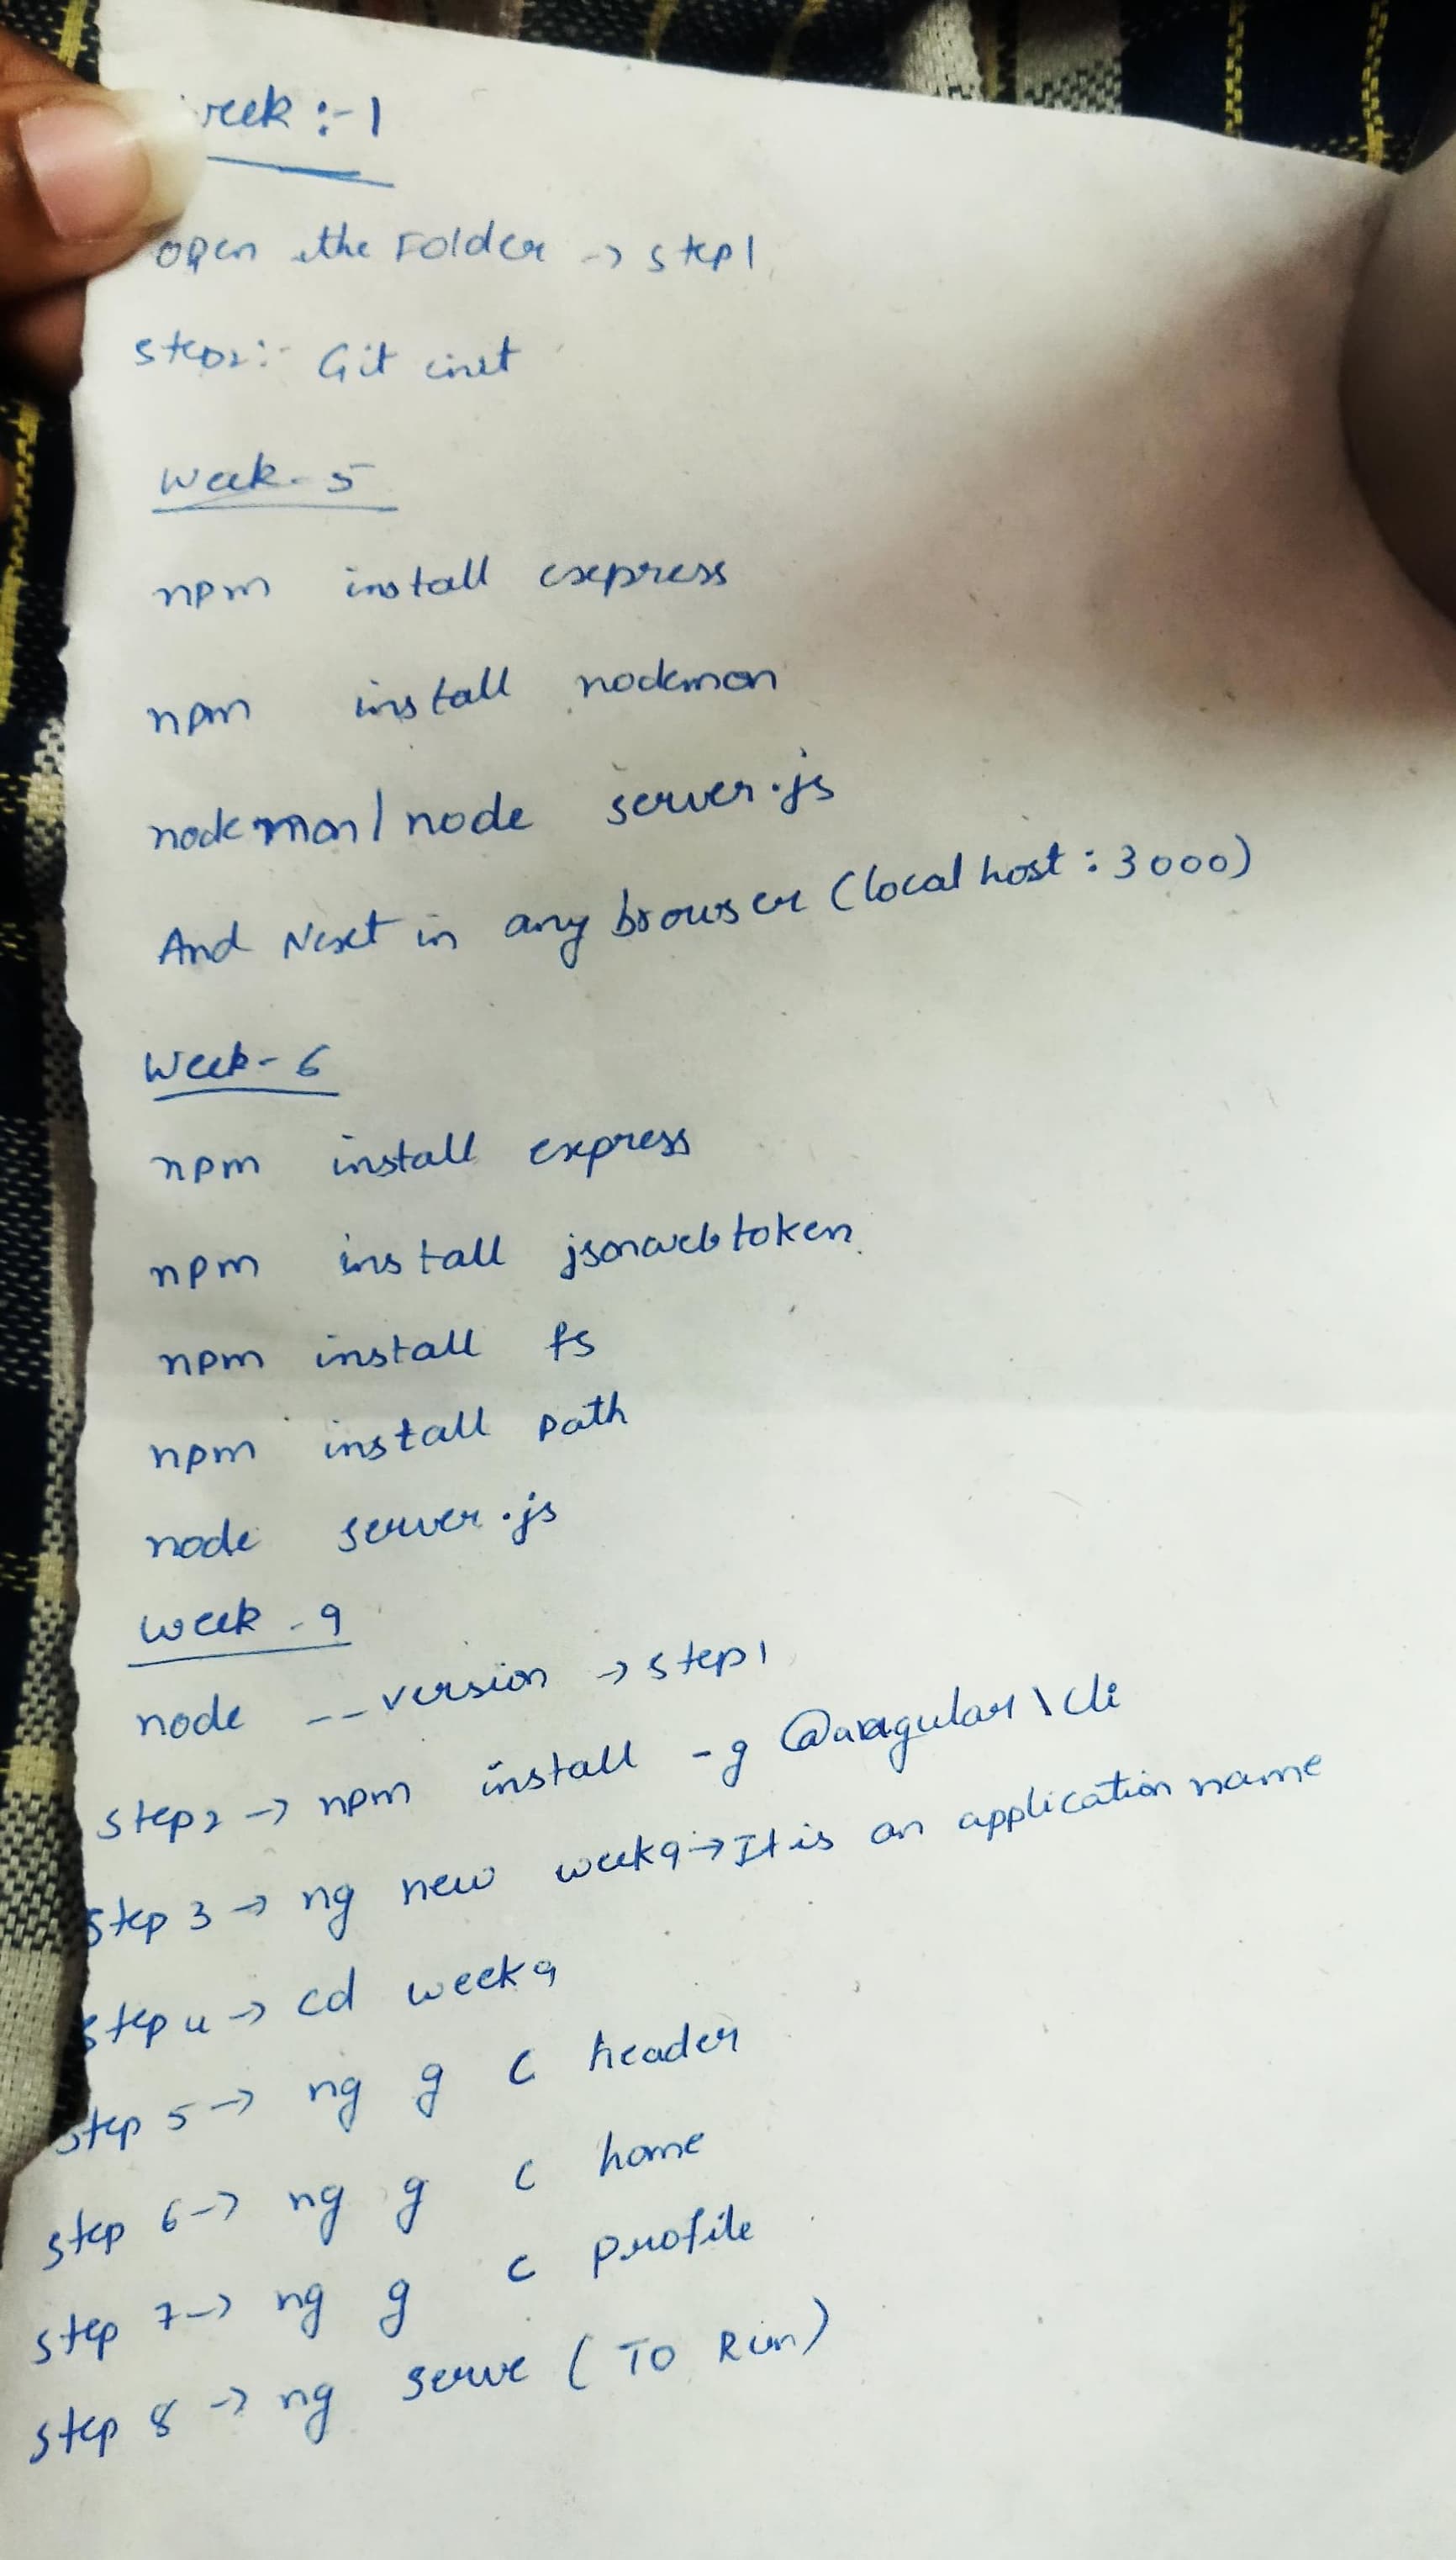 week :- 1
open the Folder -> step1
step2:- Git init
Week - 5
npm install express
npm install nodemon
nodemon / node server.js
And Next in any browser (localhost : 3000)
Week - 6
npm install express
npm install jsonwebtoken
npm install fs
npm install path
node server.js
week - 9
node --version -> step1
step2 -> npm install -g @angular\cli
step 3 -> ng new week9 -> It is an application name
step 4 -> cd week9
step 5 -> ng g c header
step 6 -> ng g c home
step 7 -> ng g c profile
step 8 -> ng serve ( To Run )